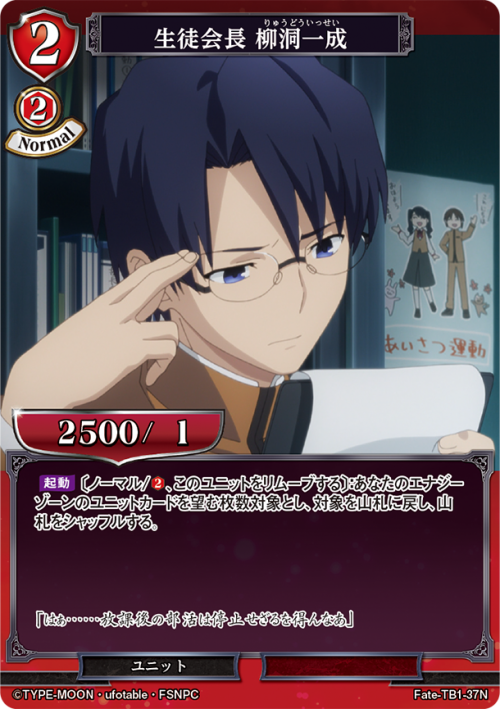 2
りゅうどういっせい
生徒会長 柳洞一成
2
Normal
あいさつ運動
2500/ 1
起動 〔ノーマル/2、このユニットをリムーブする〕:あなたのエナジー
ゾーンのユニットカードを望む枚数対象とし、対象を山札に戻し、山
札をシャッフルする。
『はぁ……放課後の部活は停止せざるを得んなあ』
ユニット
©TYPE-MOON・ufotable・FSNPC
Fate-TB1-37N